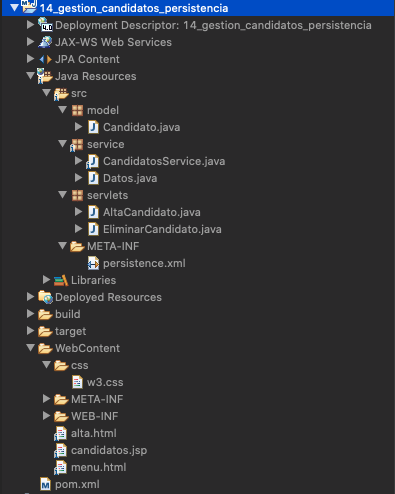 14_gestion_candidatos_persistencia
Deployment Descriptor: 14_gestion_candidatos_persistencia
JAX-WS Web Services
JPA Content
Java Resources
src
model
Candidato.java
service
CandidatosService.java
Datos.java
servlets
AltaCandidato.java
EliminarCandidato.java
META-INF
persistence.xml
Libraries
Deployed Resources
build
target
WebContent
css
w3.css
META-INF
WEB-INF
alta.html
candidatos.jsp
menu.html
pom.xml